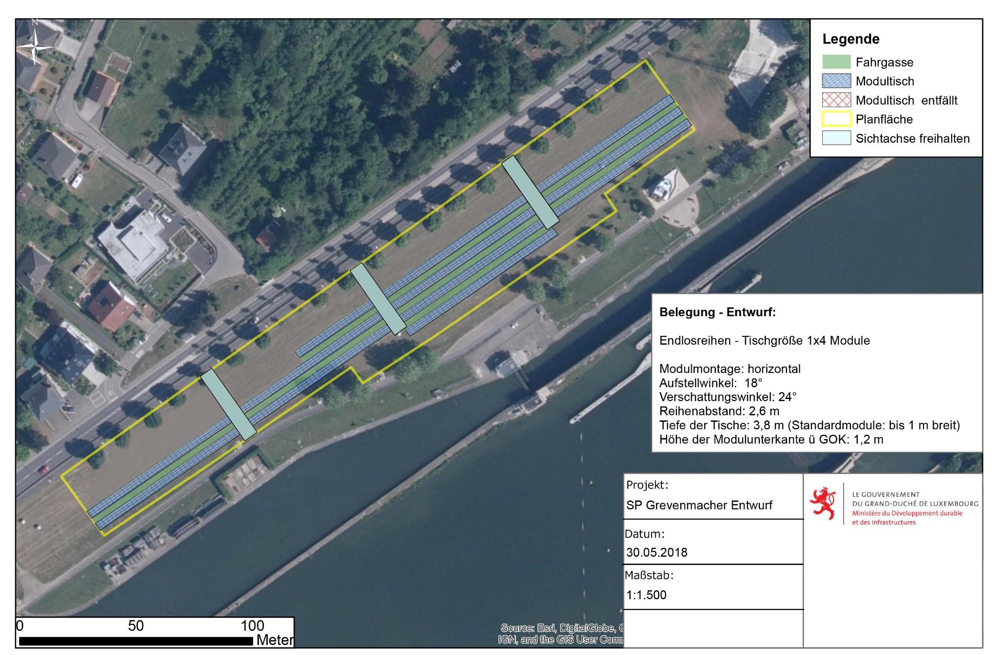 N
Legende
Fahrgasse
Modultisch
Modultisch entfällt
Planfläche
Sichtachse freihalten
Belegung - Entwurf:
Endlosreihen - Tischgröße 1x4 Module
Modulmontage: horizontal
Aufstellwinkel: 18°
Verschattungswinkel: 24°
Reihenabstand: 2,6 m
Tiefe der Tische: 3,8 m (Standardmodule: bis 1 m breit)
Höhe der Modulunterkante ü GOK: 1,2 m
Projekt:
SP Grevenmacher Entwurf
Datum:
30.05.2018
Maßstab:
1:1.500
LE GOUVERNEMENT
DU GRAND-DUCHÉ DE LUXEMBOURG
Ministère du Développement durable
et des Infrastructures
0 50 100
Meter
Source: Esri, DigitalGlobe,
IGN, and the GIS User